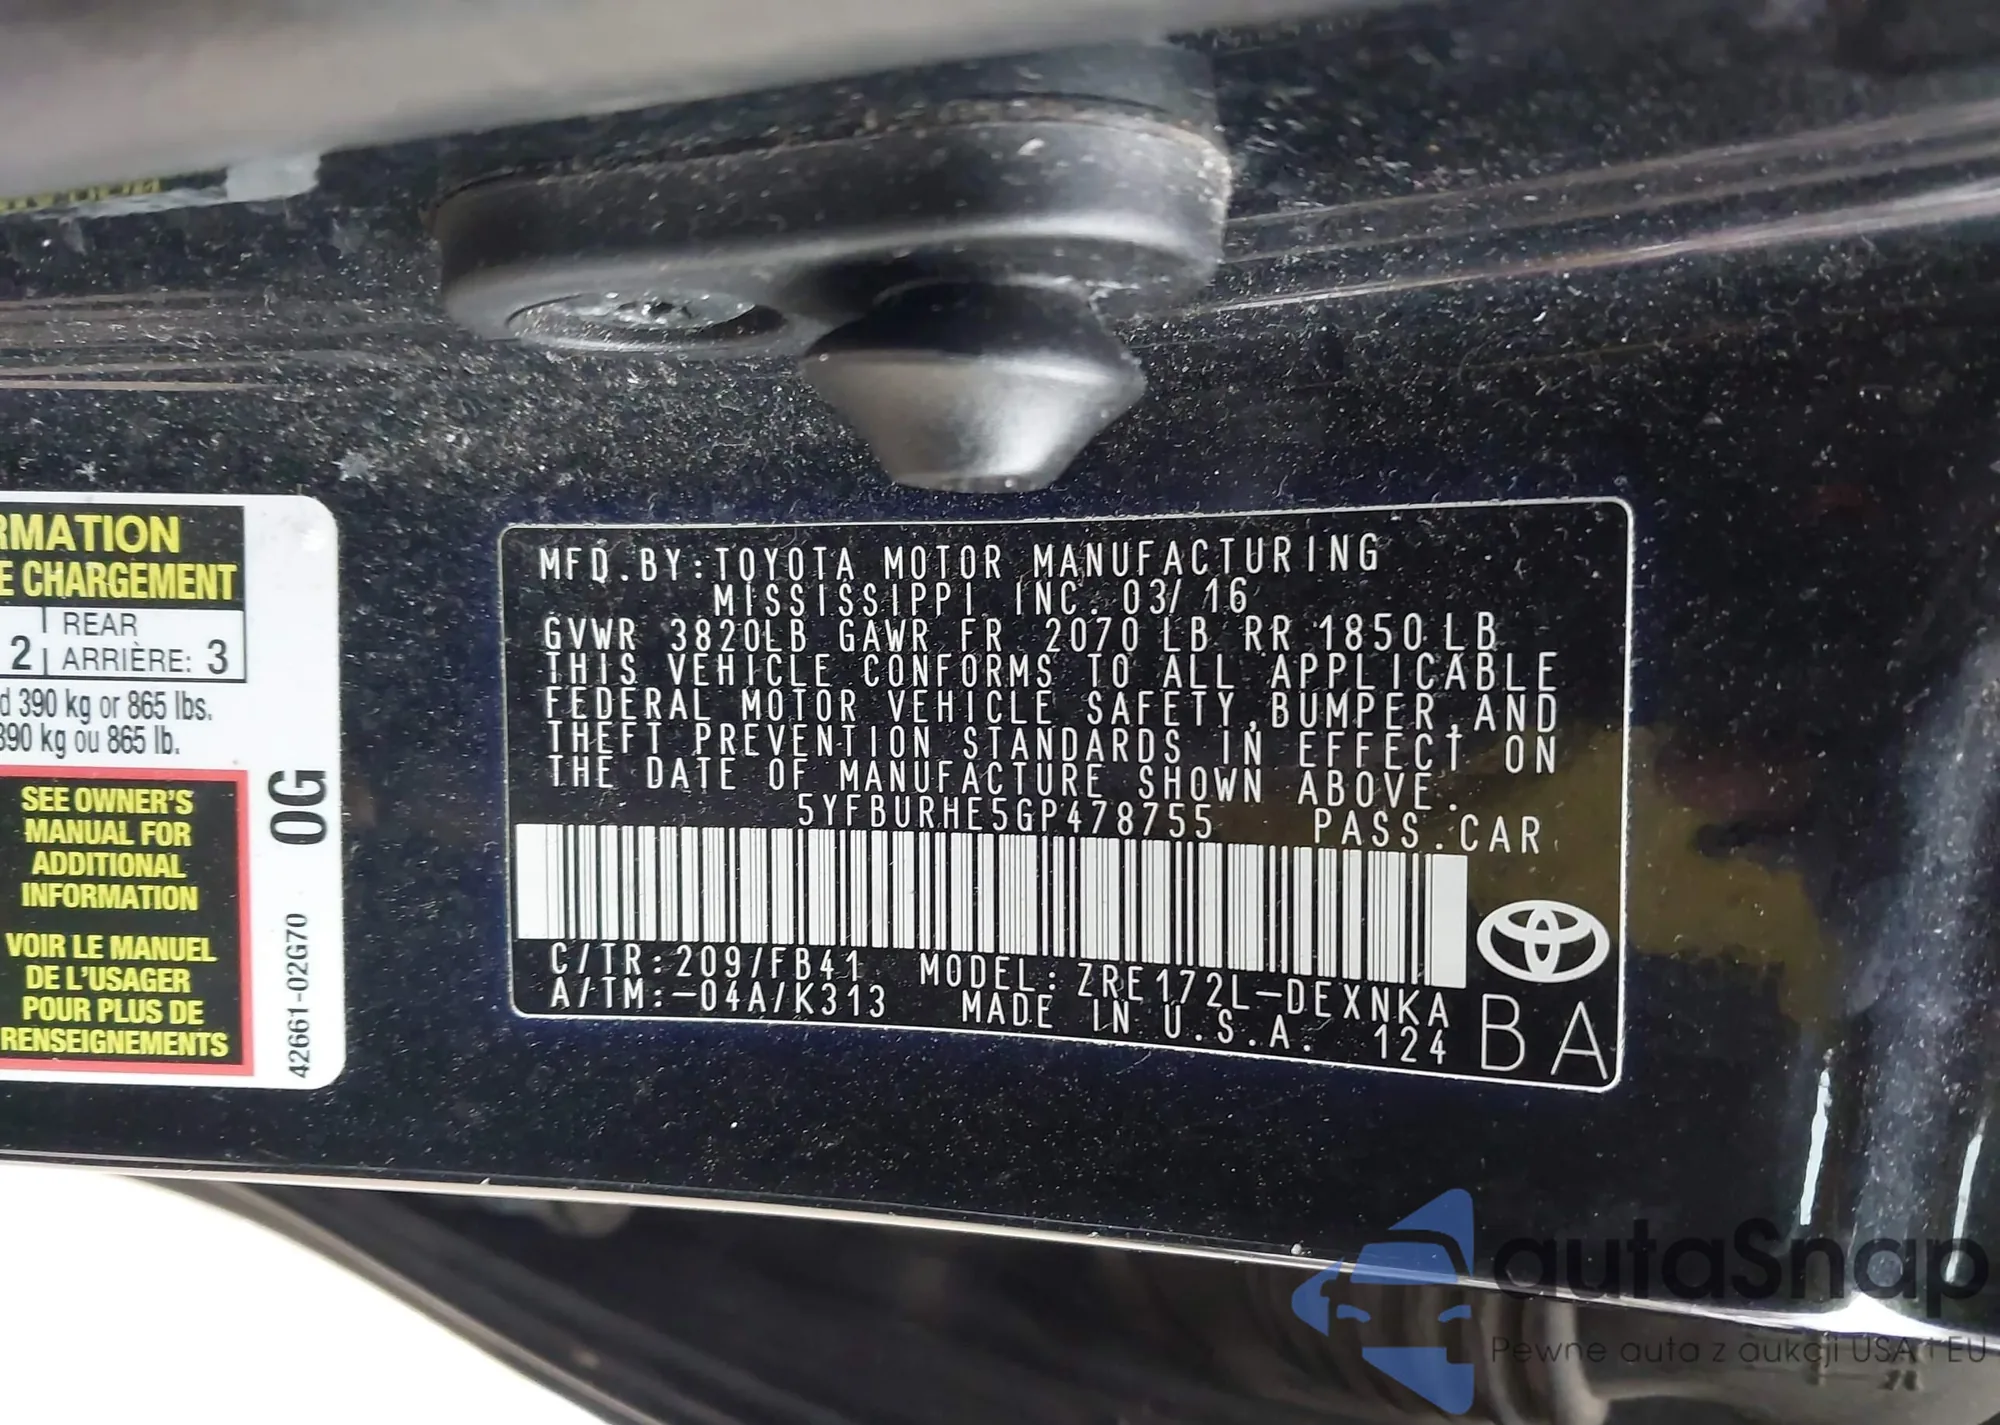 RMATION
E CHARGEMENT
REAR
2 ARRIÈRE: 3
d 390 kg or 865 lbs.
390 kg ou 865 lb.
SEE OWNER'S
MANUAL FOR
ADDITIONAL
INFORMATION
VOIR LE MANUEL
DE L'USAGER
POUR PLUS DE
RENSEIGNEMENTS
0G
42661-02G70
MFD.BY:TOYOTA MOTOR MANUFACTURING
MISSISSIPPI INC. 03/16
GVWR 3820LB GAWR FR 2070LB RR 1850LB
THIS VEHICLE CONFORMS TO ALL APPLICABLE
FEDERAL MOTOR VEHICLE SAFETY,BUMPER,AND
THEFT PREVENTION STANDARDS IN EFFECT ON
THE DATE OF MANUFACTURE SHOWN ABOVE.
5YFBURHE5GP478755 PASS.CAR
C/TR:209/FB41 MODEL:ZRE172L-DEXNKA
A/TM:-04A/K313 MADE IN U.S.A. 124
BA
autaSnap
Pewne auta z aukcji USA i EU